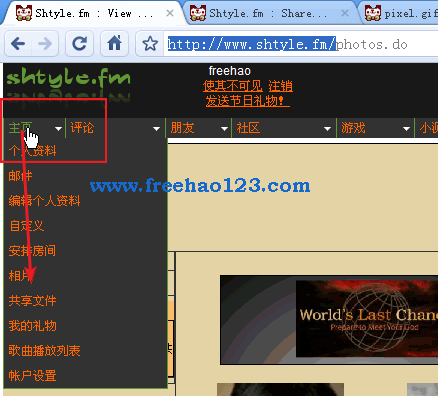 Shtyle.fm : View ...
Shtyle.fm : Share...
pixel.gif
http://www.shtyle.fm/photos.do
shtyle.fm
freehao
使其不可见 注销
发送节日礼物!
主页 评论 朋友 社区 游戏
个人资料
邮件
编辑个人资料
自定义
安排房间
相片
共享文件
我的礼物
歌曲播放列表
帐户设置
www.freehao123.com
World's Last Chan
Prepare to Meet Your God